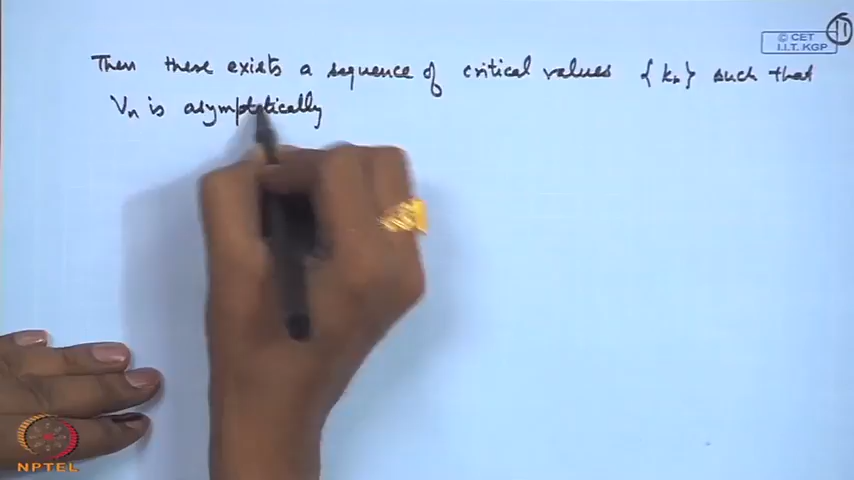 © CET
I.I.T. KGP
11
Then there exists a sequence of critical values {kn} such that
Vn is asymptotically
NPTEL